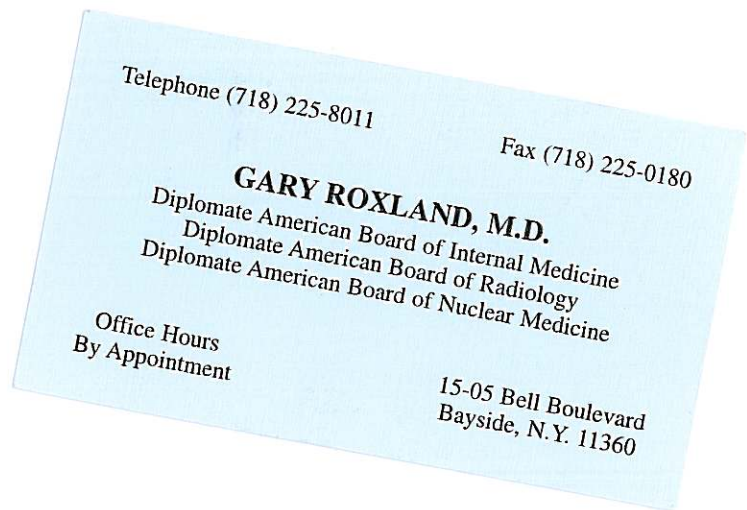 Telephone (718) 225-8011
Fax (718) 225-0180
GARY ROXLAND, M.D.
Diplomate American Board of Internal Medicine
Diplomate American Board of Radiology
Diplomate American Board of Nuclear Medicine
Office Hours
By Appointment
15-05 Bell Boulevard
Bayside, N.Y. 11360